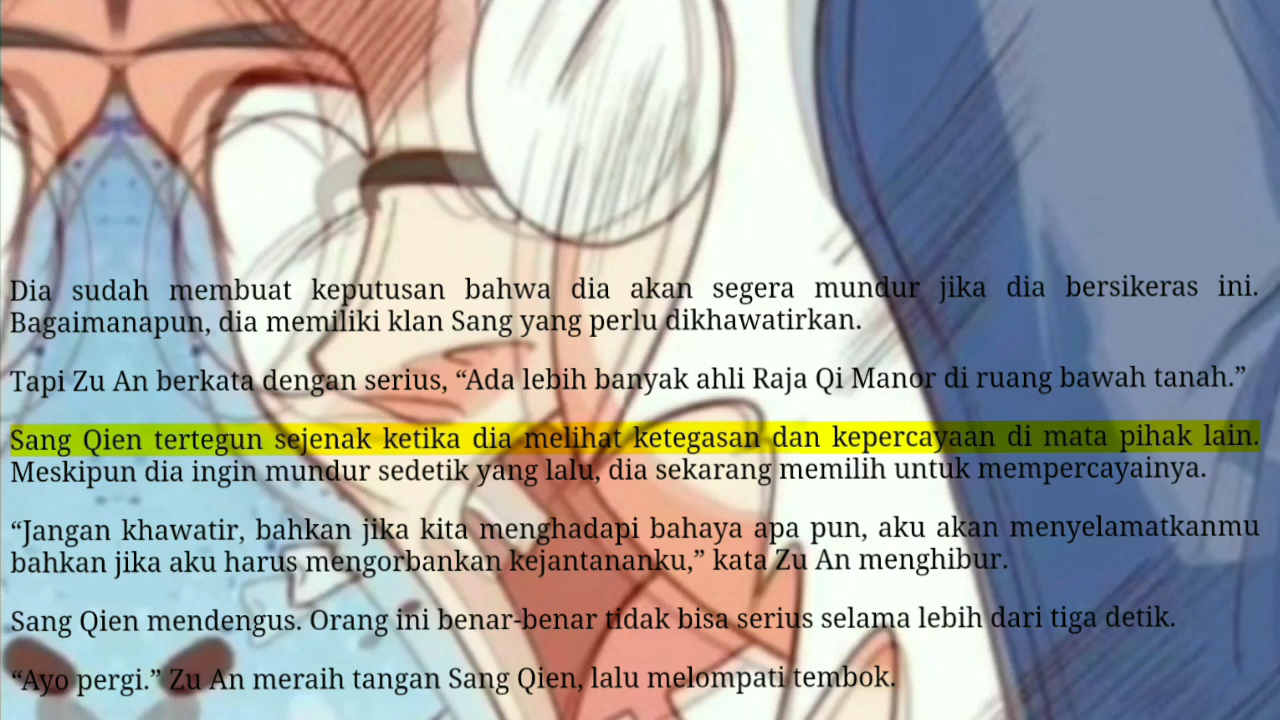 Dia sudah membuat keputusan bahwa dia akan segera mundur jika dia bersikeras ini.
Bagaimanapun, dia memiliki klan Sang yang perlu dikhawatirkan.
Tapi Zu An berkata dengan serius, “Ada lebih banyak ahli Raja Qi Manor di ruang bawah tanah.”
Sang Qien tertegun sejenak ketika dia melihat ketegasan dan kepercayaan di mata pihak lain.
Meskipun dia ingin mundur sedetik yang lalu, dia sekarang memilih untuk mempercayainya.
“Jangan khawatir, bahkan jika kita menghadapi bahaya apa pun, aku akan menyelamatkanmu
bahkan jika aku harus mengorbankan kejantananku,” kata Zu An menghibur.
Sang Qien mendengus. Orang ini benar-benar tidak bisa serius selama lebih dari tiga detik.
“Ayo pergi.” Zu An meraih tangan Sang Qien, lalu melompati tembok.